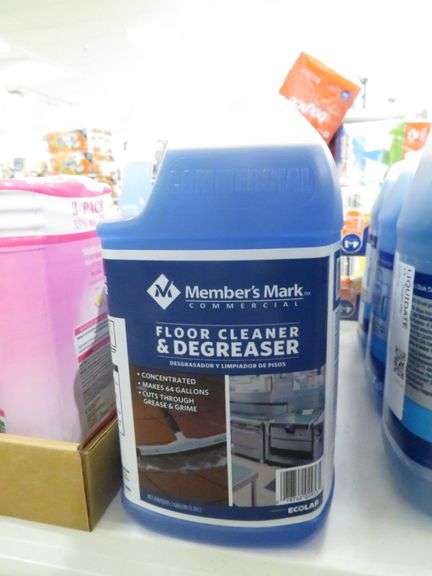 COMMERCIAL
Member's Mark
COMMERCIAL
FLOOR CLEANER
& DEGREASER
DESGRASADOR Y LIMPIADOR DE PISOS
• CONCENTRATED
• MAKES 64 GALLONS
• CUTS THROUGH
GREASE & GRIME
ECOLAB
2 PACK
LIQUIDATE